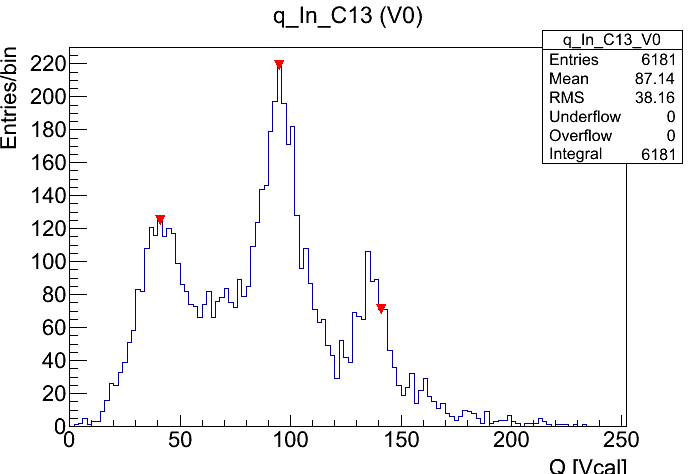 q_In_C13 (V0)
q_In_C13_V0
Entries 6181
Mean 87.14
RMS 38.16
Underflow 0
Overflow 0
Integral 6181
Entries/bin
220
200
180
160
140
120
100
80
60
40
20
0
0 50 100 150 200 250
Q [Vcal]